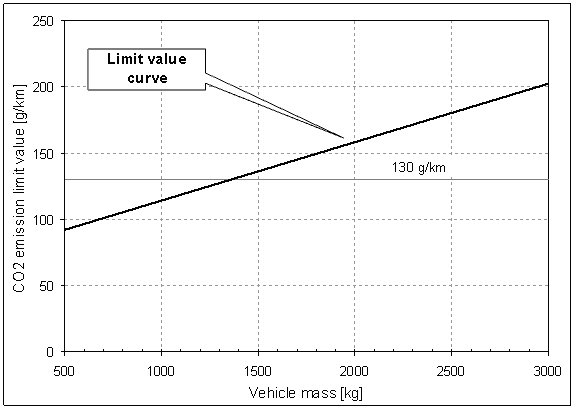 250
200
150
100
50
0
CO2 emission limit value [g/km]
Limit value
curve
130 g/km
500 1000 1500 2000 2500 3000
Vehicle mass [kg]